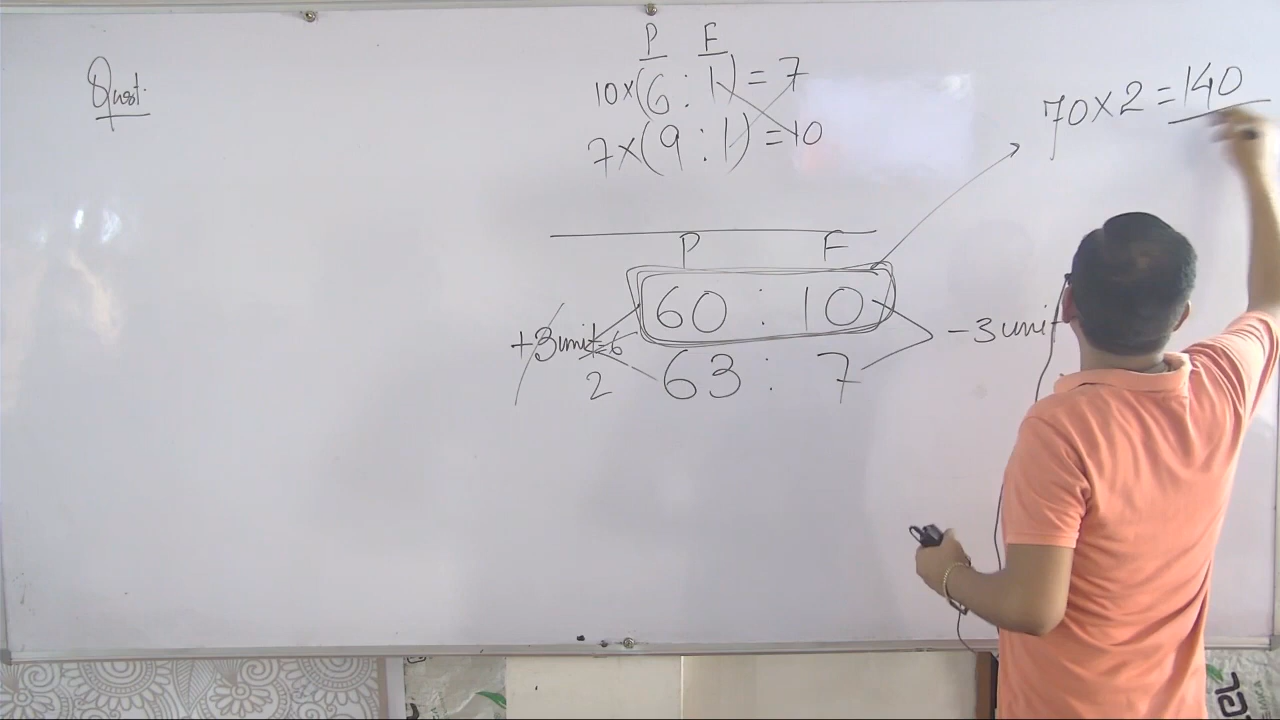 Quest.
P F
10×(6 : 1) = 7
7×(9 : 1) = 10
70×2 = 140
P F
60 : 10
+3unit=6
-3unit
2
63 : 7